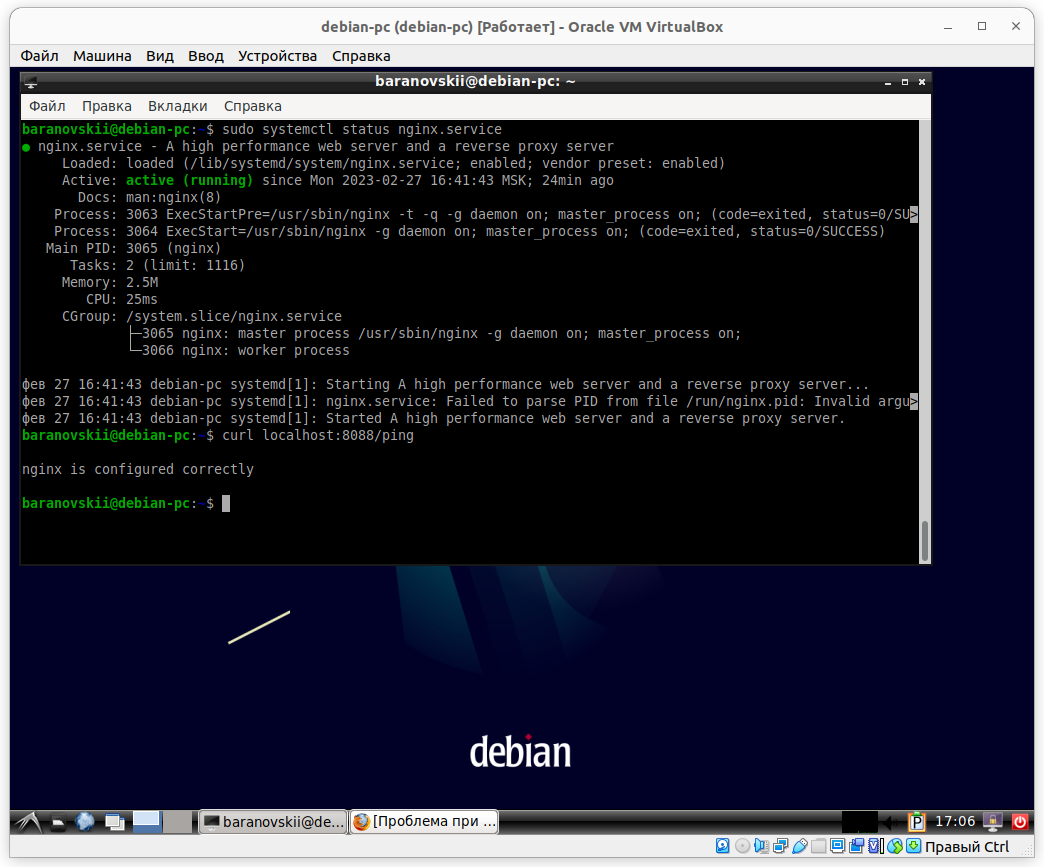 debian-pc (debian-pc) [Работает] - Oracle VM VirtualBox
Файл Машина Вид Ввод Устройства Справка
baranovskii@debian-pc: ~
Файл Правка Вкладки Справка
baranovskii@debian-pc:~$ sudo systemctl status nginx.service
● nginx.service - A high performance web server and a reverse proxy server
Loaded: loaded (/lib/systemd/system/nginx.service; enabled; vendor preset: enabled)
Active: active (running) since Mon 2023-02-27 16:41:43 MSK; 24min ago
Docs: man:nginx(8)
Process: 3063 ExecStartPre=/usr/sbin/nginx -t -q -g daemon on; master_process on; (code=exited, status=0/SU>
Process: 3064 ExecStart=/usr/sbin/nginx -g daemon on; master_process on; (code=exited, status=0/SUCCESS)
Main PID: 3065 (nginx)
Tasks: 2 (limit: 1116)
Memory: 2.5M
CPU: 25ms
CGroup: /system.slice/nginx.service
├─3065 nginx: master process /usr/sbin/nginx -g daemon on; master_process on;
└─3066 nginx: worker process
фев 27 16:41:43 debian-pc systemd[1]: Starting A high performance web server and a reverse proxy server...
фев 27 16:41:43 debian-pc systemd[1]: nginx.service: Failed to parse PID from file /run/nginx.pid: Invalid argu>
фев 27 16:41:43 debian-pc systemd[1]: Started A high performance web server and a reverse proxy server.
baranovskii@debian-pc:~$ curl localhost:8088/ping
nginx is configured correctly
baranovskii@debian-pc:~$
debian
baranovskii@de... [Проблема при ... P 17:06
Правый Ctrl